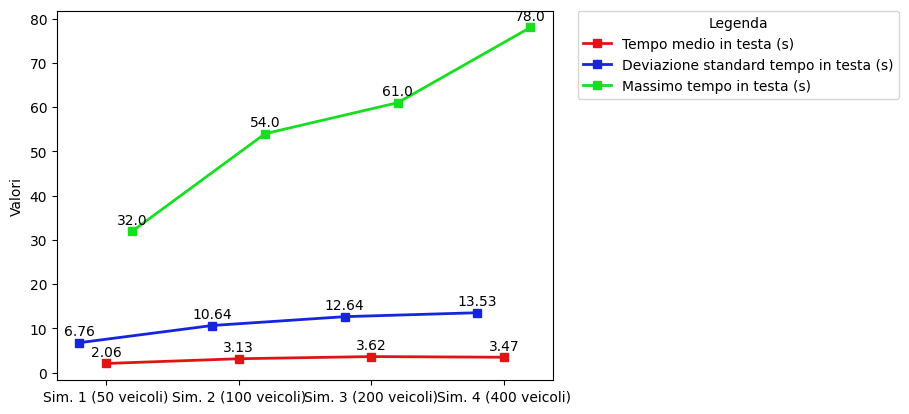 80
70
60
50
40
30
20
10
0
Valori
78.0
61.0
54.0
32.0
6.76
10.64
12.64
13.53
2.06
3.13
3.62
3.47
Sim. 1 (50 veicoli)
Sim. 2 (100 veicoli)
Sim. 3 (200 veicoli)
Sim. 4 (400 veicoli)
Legenda
Tempo medio in testa (s)
Deviazione standard tempo in testa (s)
Massimo tempo in testa (s)